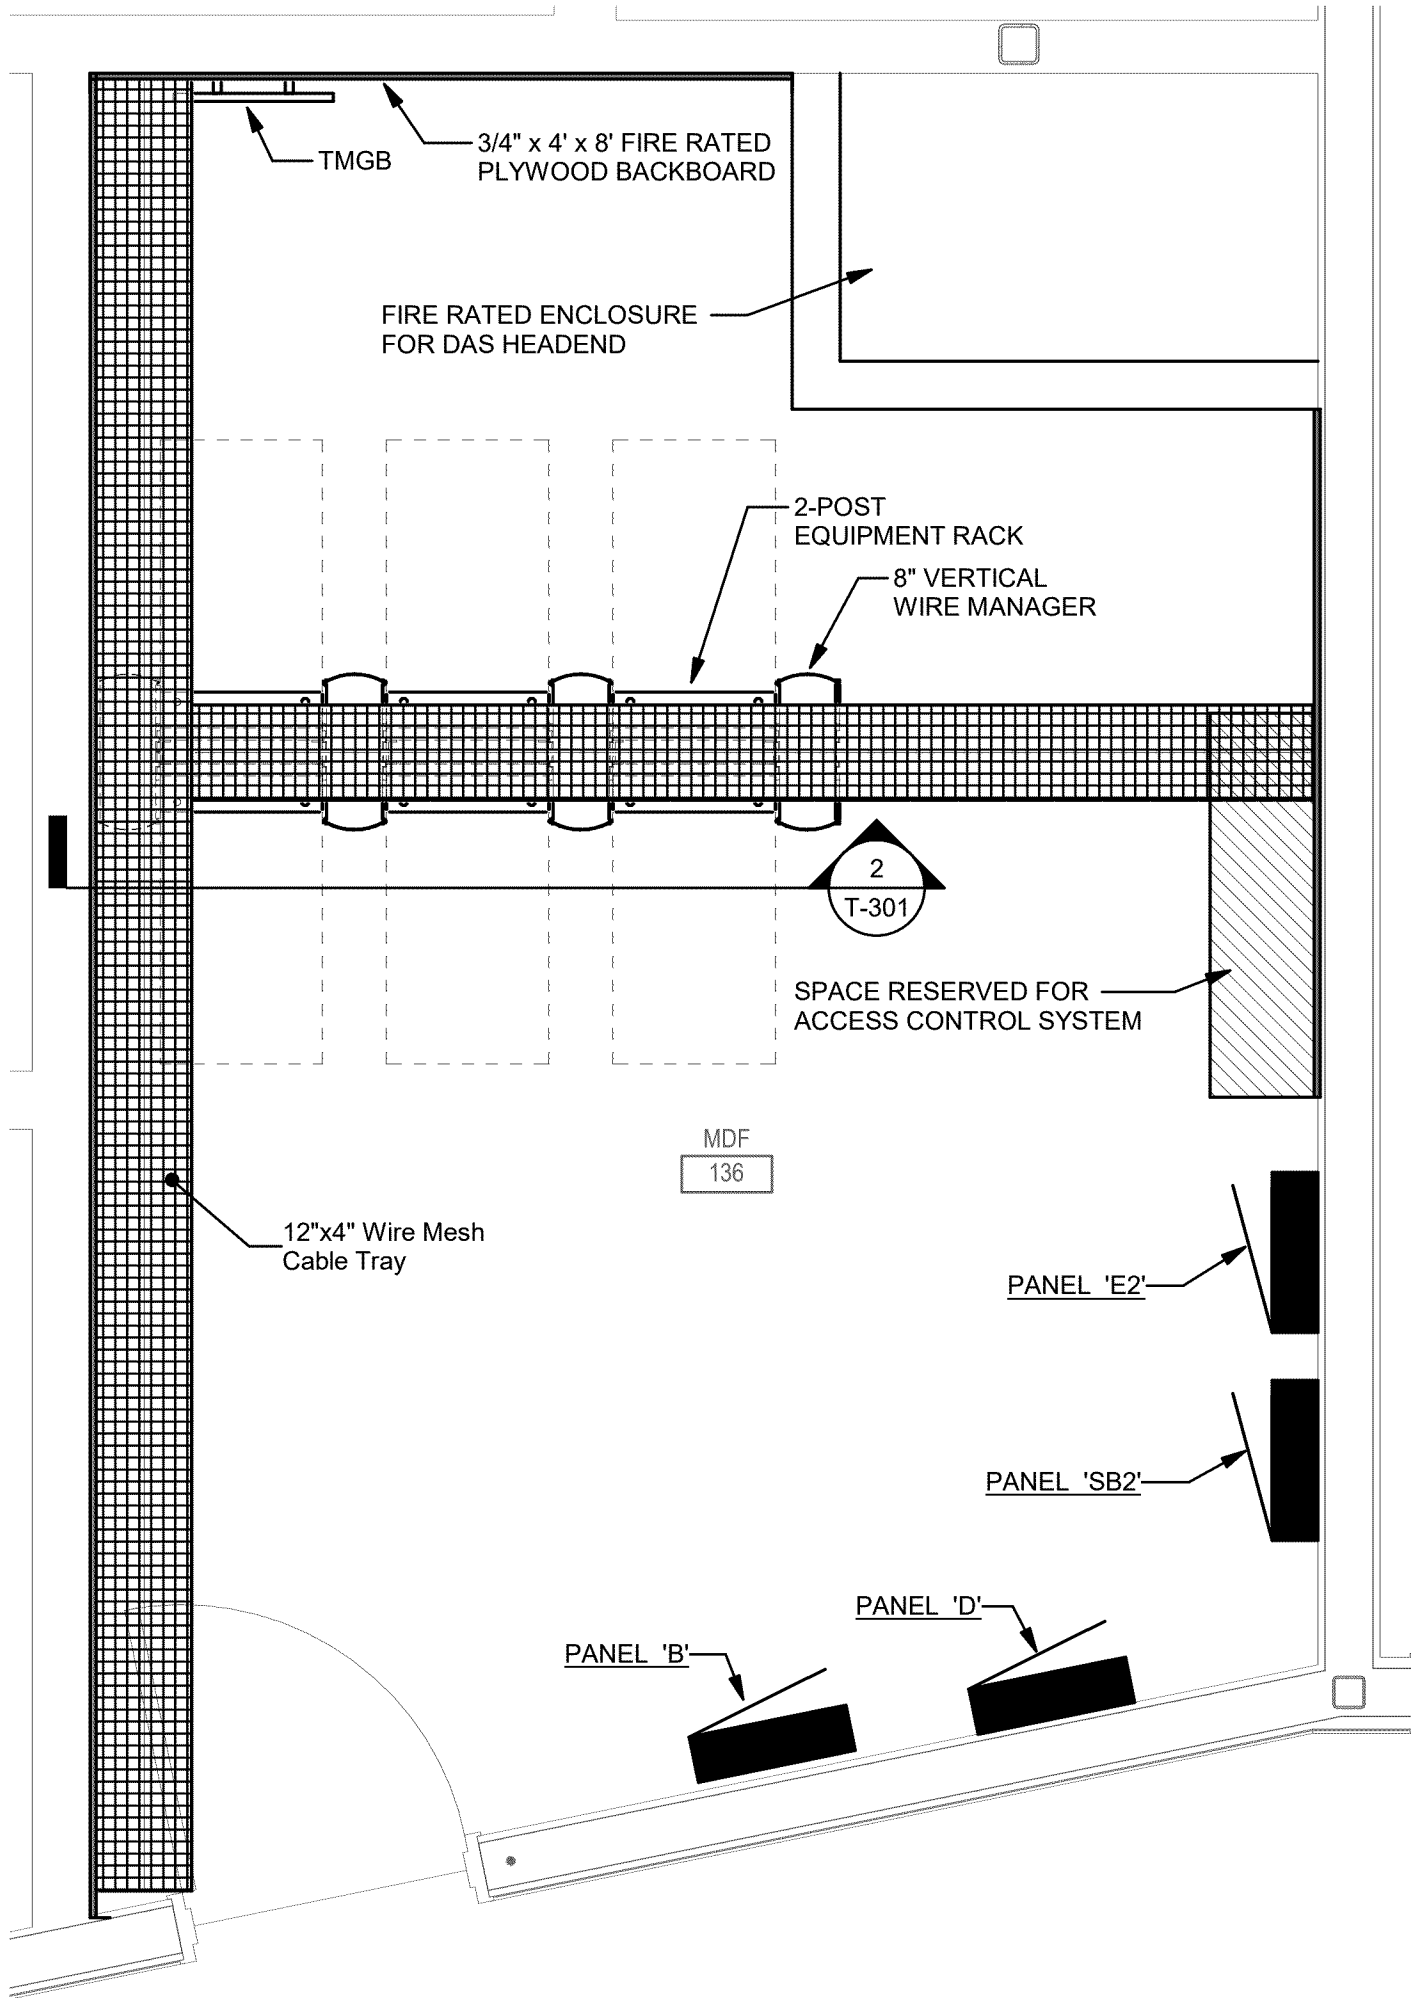 3/4" x 4' x 8' FIRE RATED
PLYWOOD BACKBOARD
TMGB
FIRE RATED ENCLOSURE
FOR DAS HEADEND
2-POST
EQUIPMENT RACK
8" VERTICAL
WIRE MANAGER
2
T-301
SPACE RESERVED FOR
ACCESS CONTROL SYSTEM
MDF
136
12"x4" Wire Mesh
Cable Tray
PANEL 'E2'
PANEL 'SB2'
PANEL 'D'
PANEL 'B'